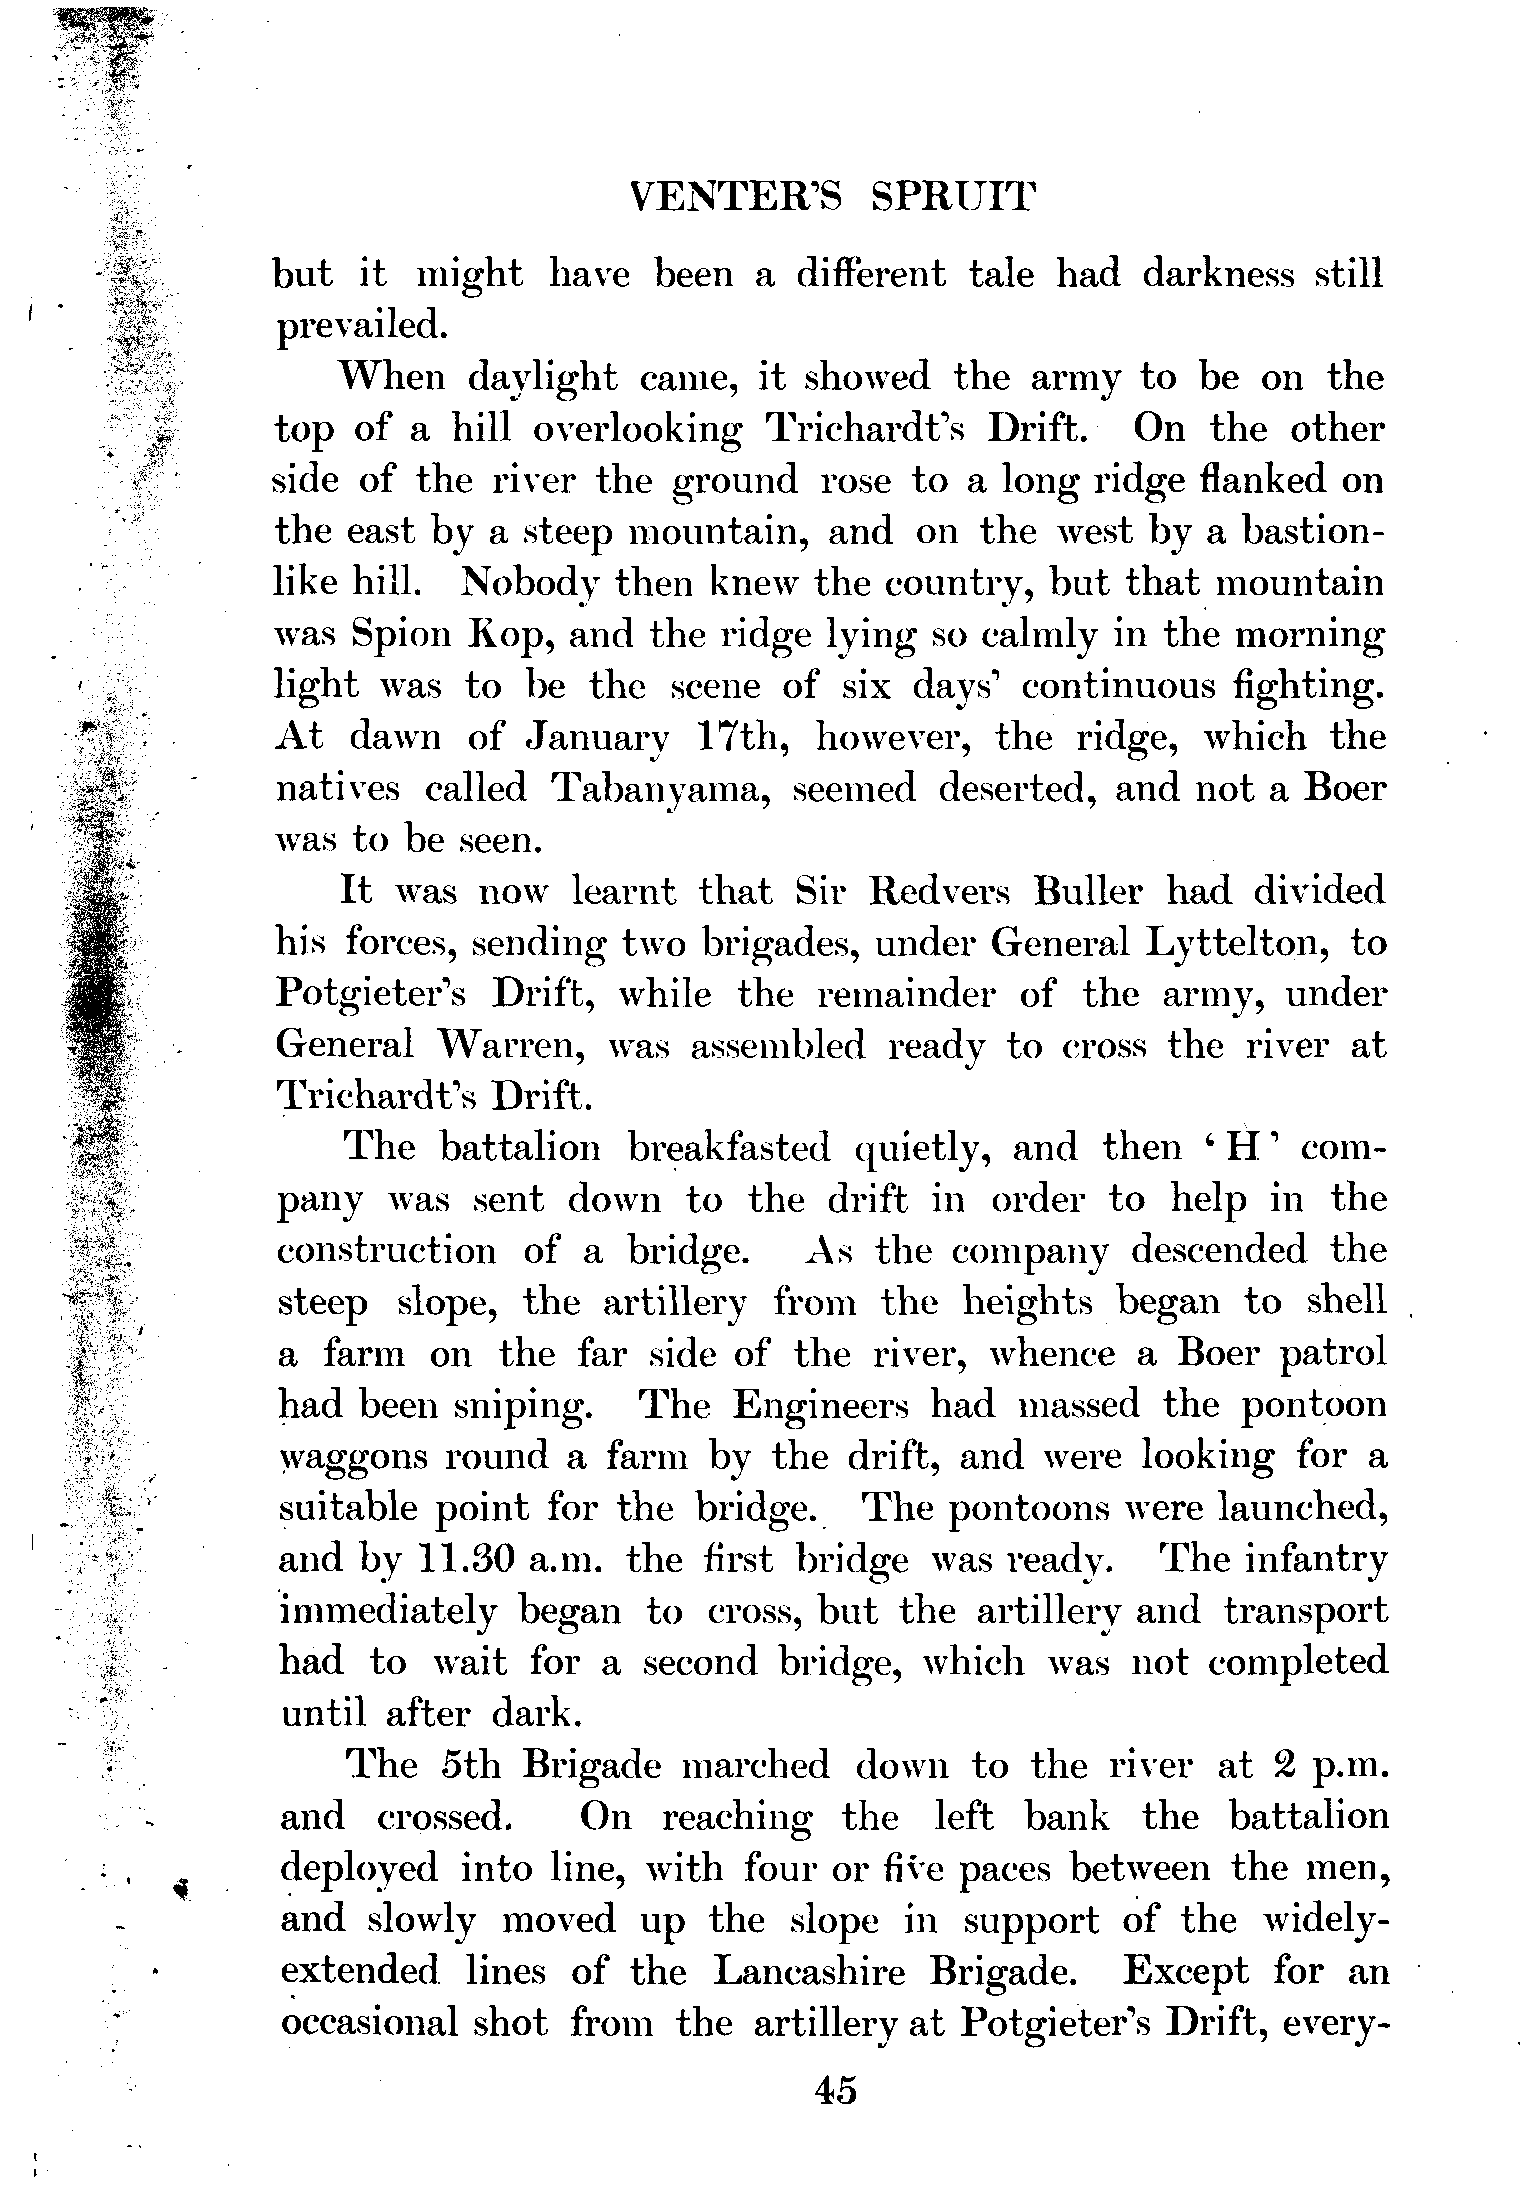 VENTER'S SPRUIT
but it might have been a different tale had darkness still
prevailed.
When daylight came, it showed the army to be on the
top of a hill overlooking Trichardt's Drift. On the other
side of the river the ground rose to a long ridge flanked on
the east by a steep mountain, and on the west by a bastion-
like hill. Nobody then knew the country, but that mountain
was Spion Kop, and the ridge lying so calmly in the morning
light was to be the scene of six days' continuous fighting.
At dawn of January 17th, however, the ridge, which the
natives called Tabanyama, seemed deserted, and not a Boer
was to be seen.
It was now learnt that Sir Redvers Buller had divided
his forces, sending two brigades, under General Lyttelton, to
Potgieter's Drift, while the remainder of the army, under
General Warren, was assembled ready to cross the river at
Trichardt's Drift.
The battalion breakfasted quietly, and then ‘H’ com-
pany was sent down to the drift in order to help in the
construction of a bridge. As the company descended the
steep slope, the artillery from the heights began to shell
a farm on the far side of the river, whence a Boer patrol
had been sniping. The Engineers had massed the pontoon
waggons round a farm by the drift, and were looking for a
suitable point for the bridge. The pontoons were launched,
and by 11.30 a.m. the first bridge was ready. The infantry
immediately began to cross, but the artillery and transport
had to wait for a second bridge, which was not completed
until after dark.
The 5th Brigade marched down to the river at 2 p.m.
and crossed. On reaching the left bank the battalion
deployed into line, with four or five paces between the men,
and slowly moved up the slope in support of the widely-
extended lines of the Lancashire Brigade. Except for an
occasional shot from the artillery at Potgieter's Drift, every-
45